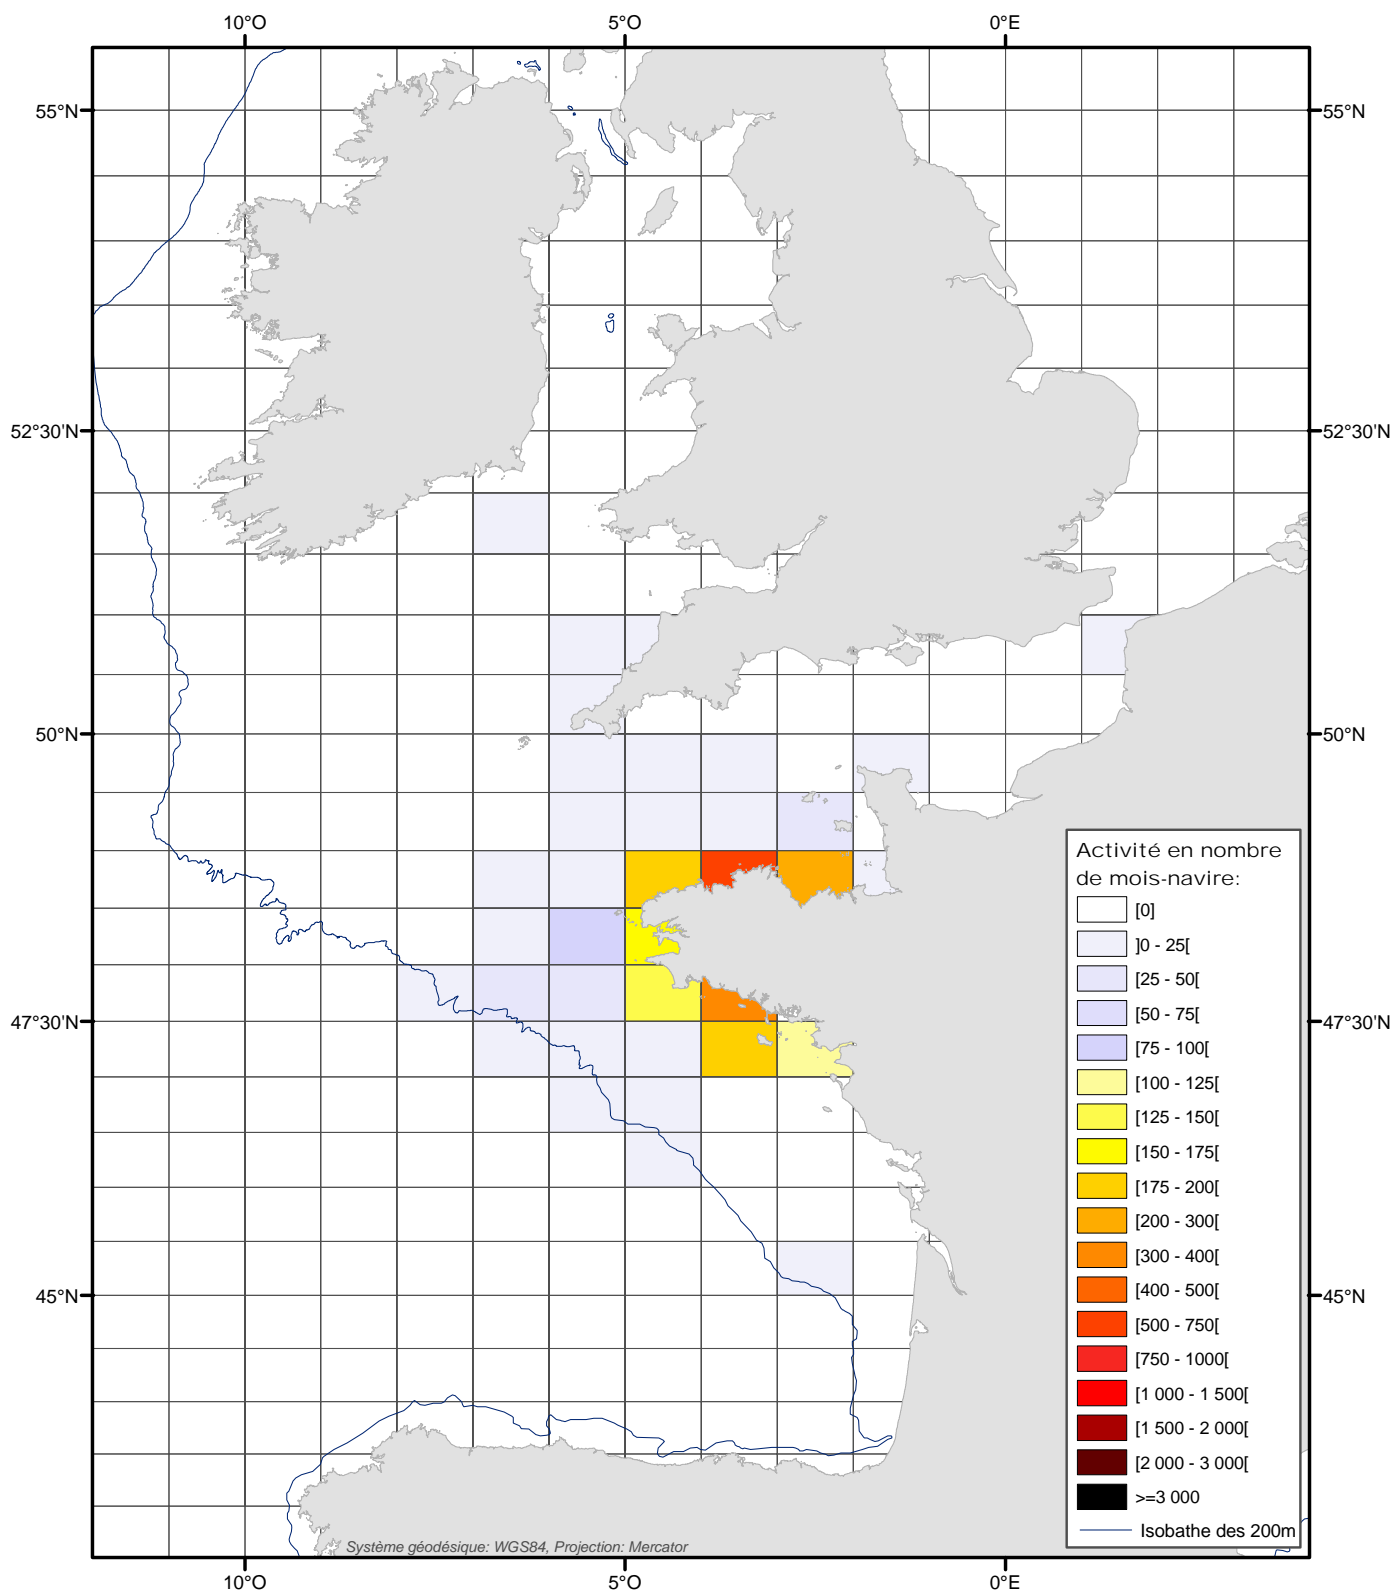 10°O 5°O 0°E
55°N 55°N
52°30'N 52°30'N
50°N 50°N
47°30'N 47°30'N
45°N 45°N
Activité en nombre
de mois-navire:
[0]
]0 - 25[
[25 - 50[
[50 - 75[
[75 - 100[
[100 - 125[
[125 - 150[
[150 - 175[
[175 - 200[
[200 - 300[
[300 - 400[
[400 - 500[
[500 - 750[
[750 - 1000[
[1 000 - 1 500[
[1 500 - 2 000[
[2 000 - 3 000[
>=3 000
Isobathe des 200m
Système géodésique: WGS84, Projection: Mercator
10°O 5°O 0°E